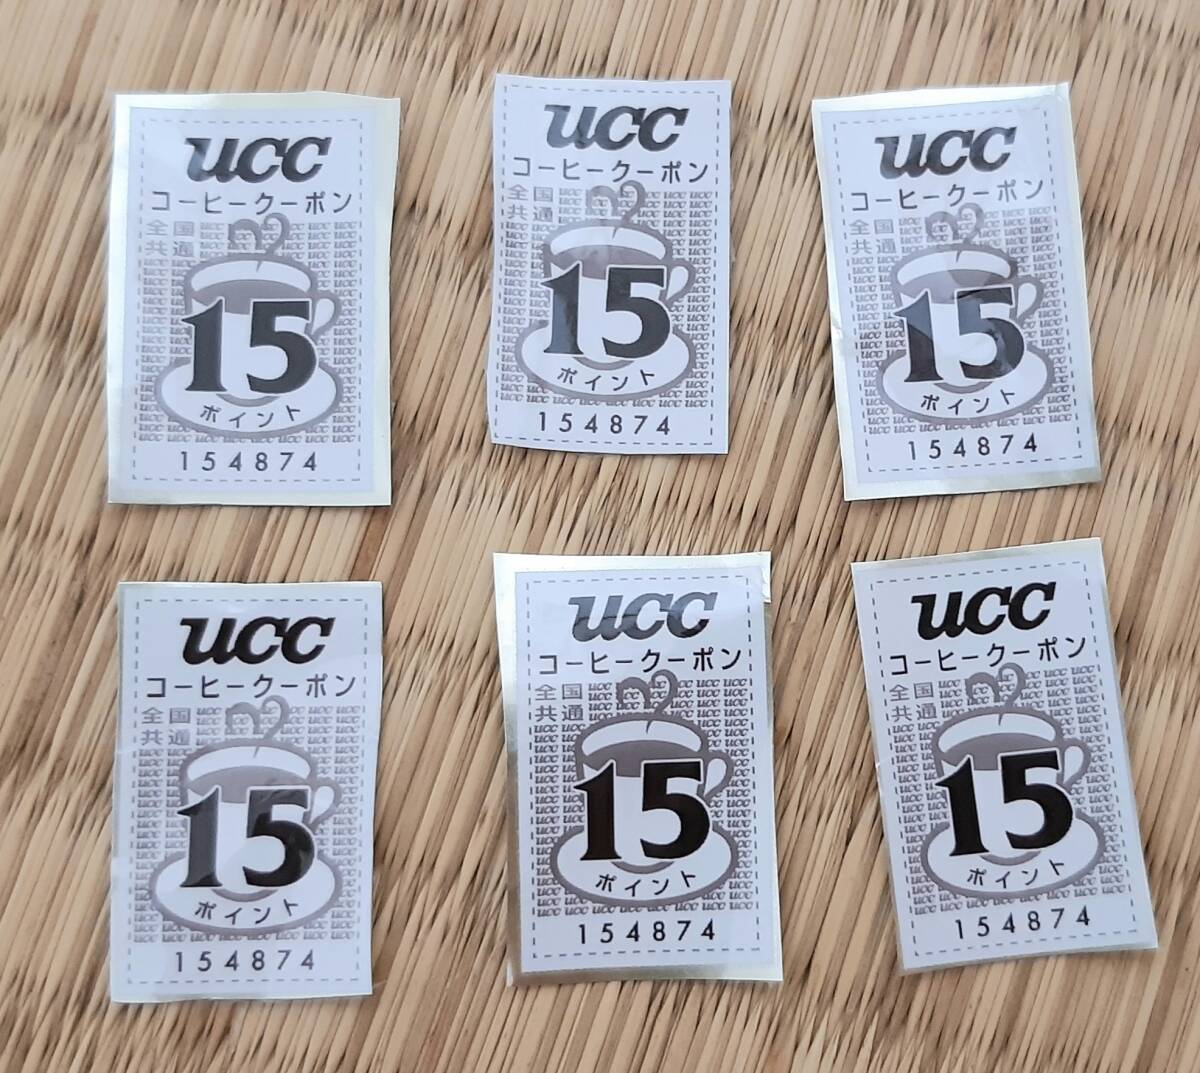 ucc
コーヒークーポン
全国
共通
15
ポイント
154874
ucc
コーヒークーポン
全国
共通
15
ポイント
154874
ucc
コーヒークーポン
全国
共通
15
ポイント
154874
ucc
コーヒークーポン
全国
共通
15
ポイント
154874
ucc
コーヒークーポン
全国
共通
15
ポイント
154874
ucc
コーヒークーポン
全国
共通
15
ポイント
154874